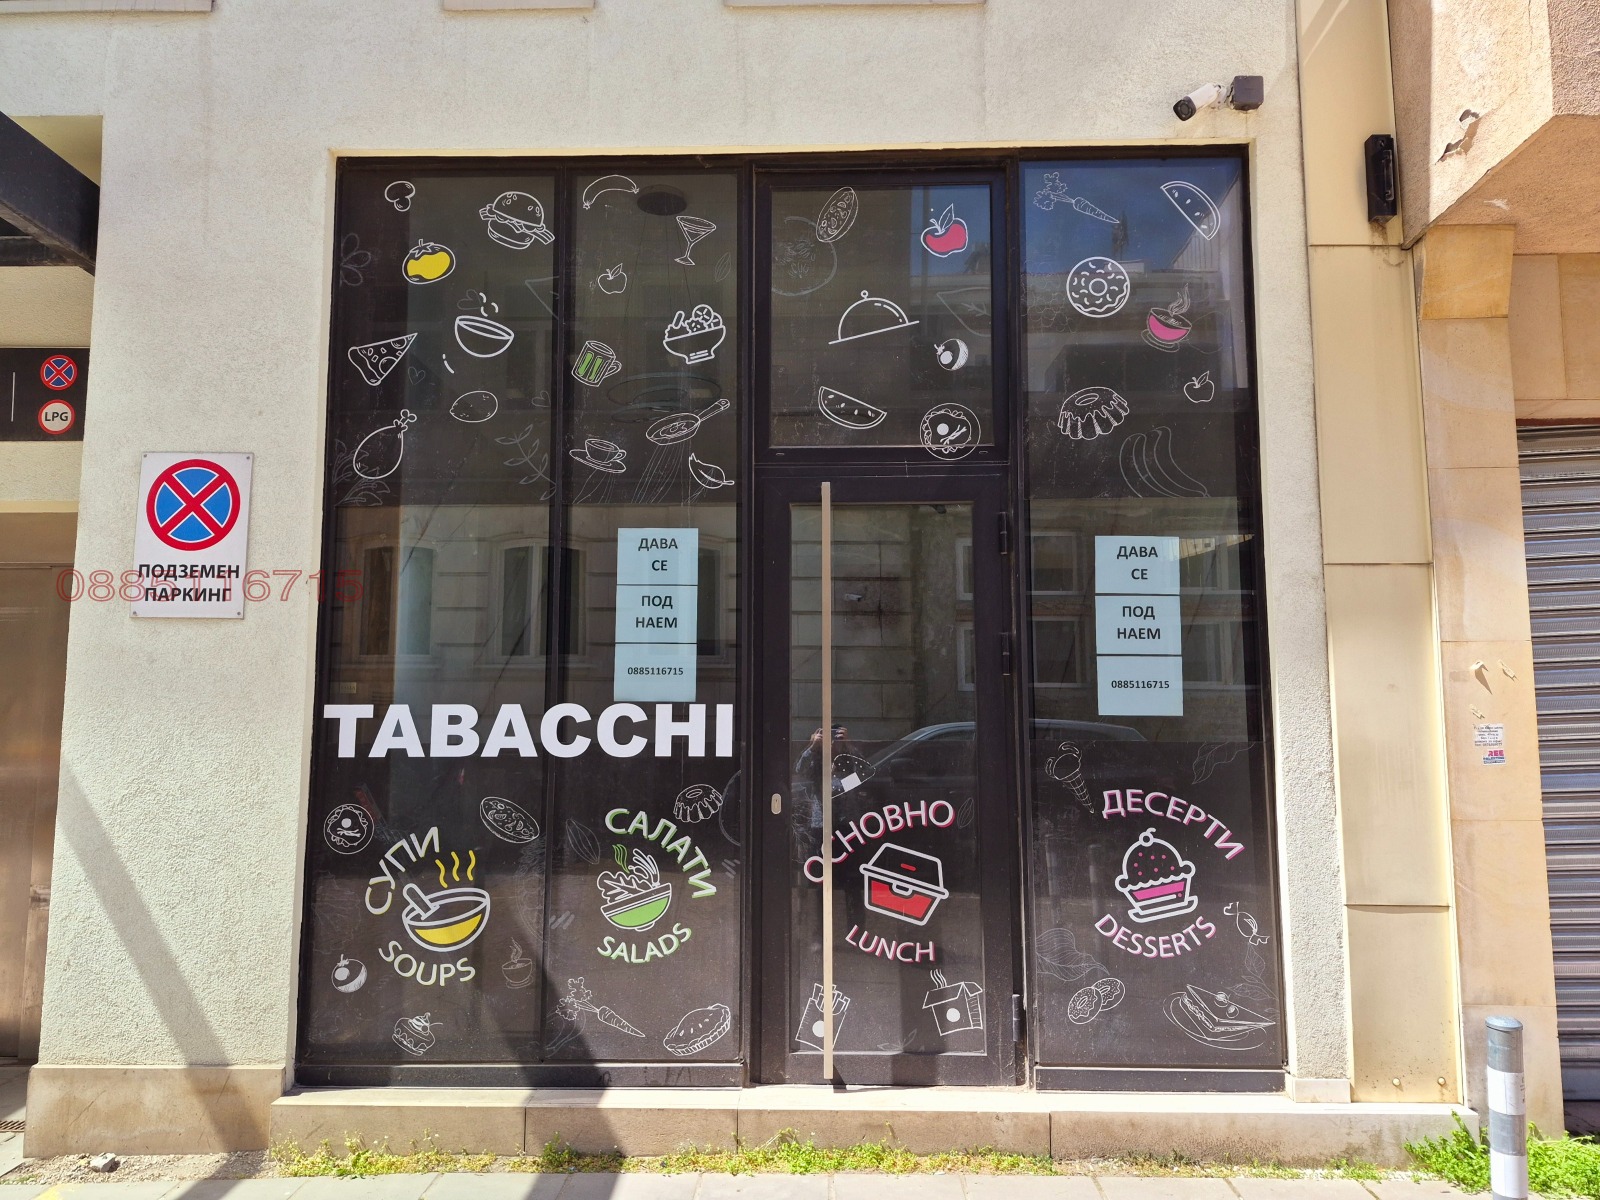 LPG
ПОДЗЕМЕН
ПАРКИНГ
0885116715
ДАВА
СЕ
ПОД
НАЕМ
0885116715
ДАВА
СЕ
ПОД
НАЕМ
0885116715
TABACCHI
СУПИ
SOUPS
САЛАТИ
SALADS
ОСНОВНО
LUNCH
ДЕСЕРТИ
DESSERTS